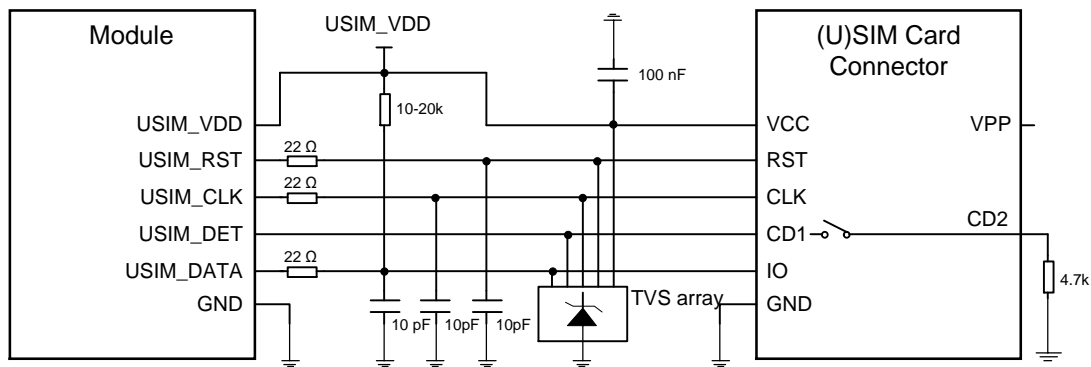 Module
USIM_VDD
(U)SIM Card
Connector
100 nF
10-20k
USIM_VDD
VCC
VPP
22 Ω
USIM_RST
RST
22 Ω
USIM_CLK
CLK
USIM_DET
CD1
CD2
22 Ω
USIM_DATA
IO
4.7k
GND
TVS array
GND
10 pF
10pF
10pF